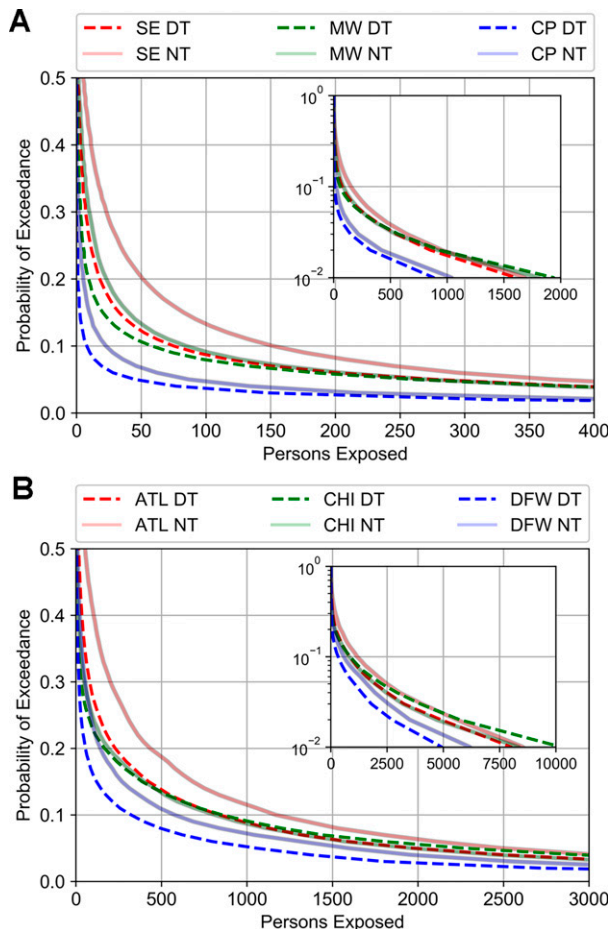 A
SE DT MW DT CP DT
SE NT MW NT CP NT
0.5
0.4
0.3
0.2
0.1
0.0
Probability of Exceedance
10⁰
10⁻¹
10⁻²
0 500 1000 1500 2000
0 50 100 150 200 250 300 350 400
Persons Exposed
B
ATL DT CHI DT DFW DT
ATL NT CHI NT DFW NT
0.5
0.4
0.3
0.2
0.1
0.0
Probability of Exceedance
10⁰
10⁻¹
10⁻²
0 2500 5000 7500 10000
0 500 1000 1500 2000 2500 3000
Persons Exposed